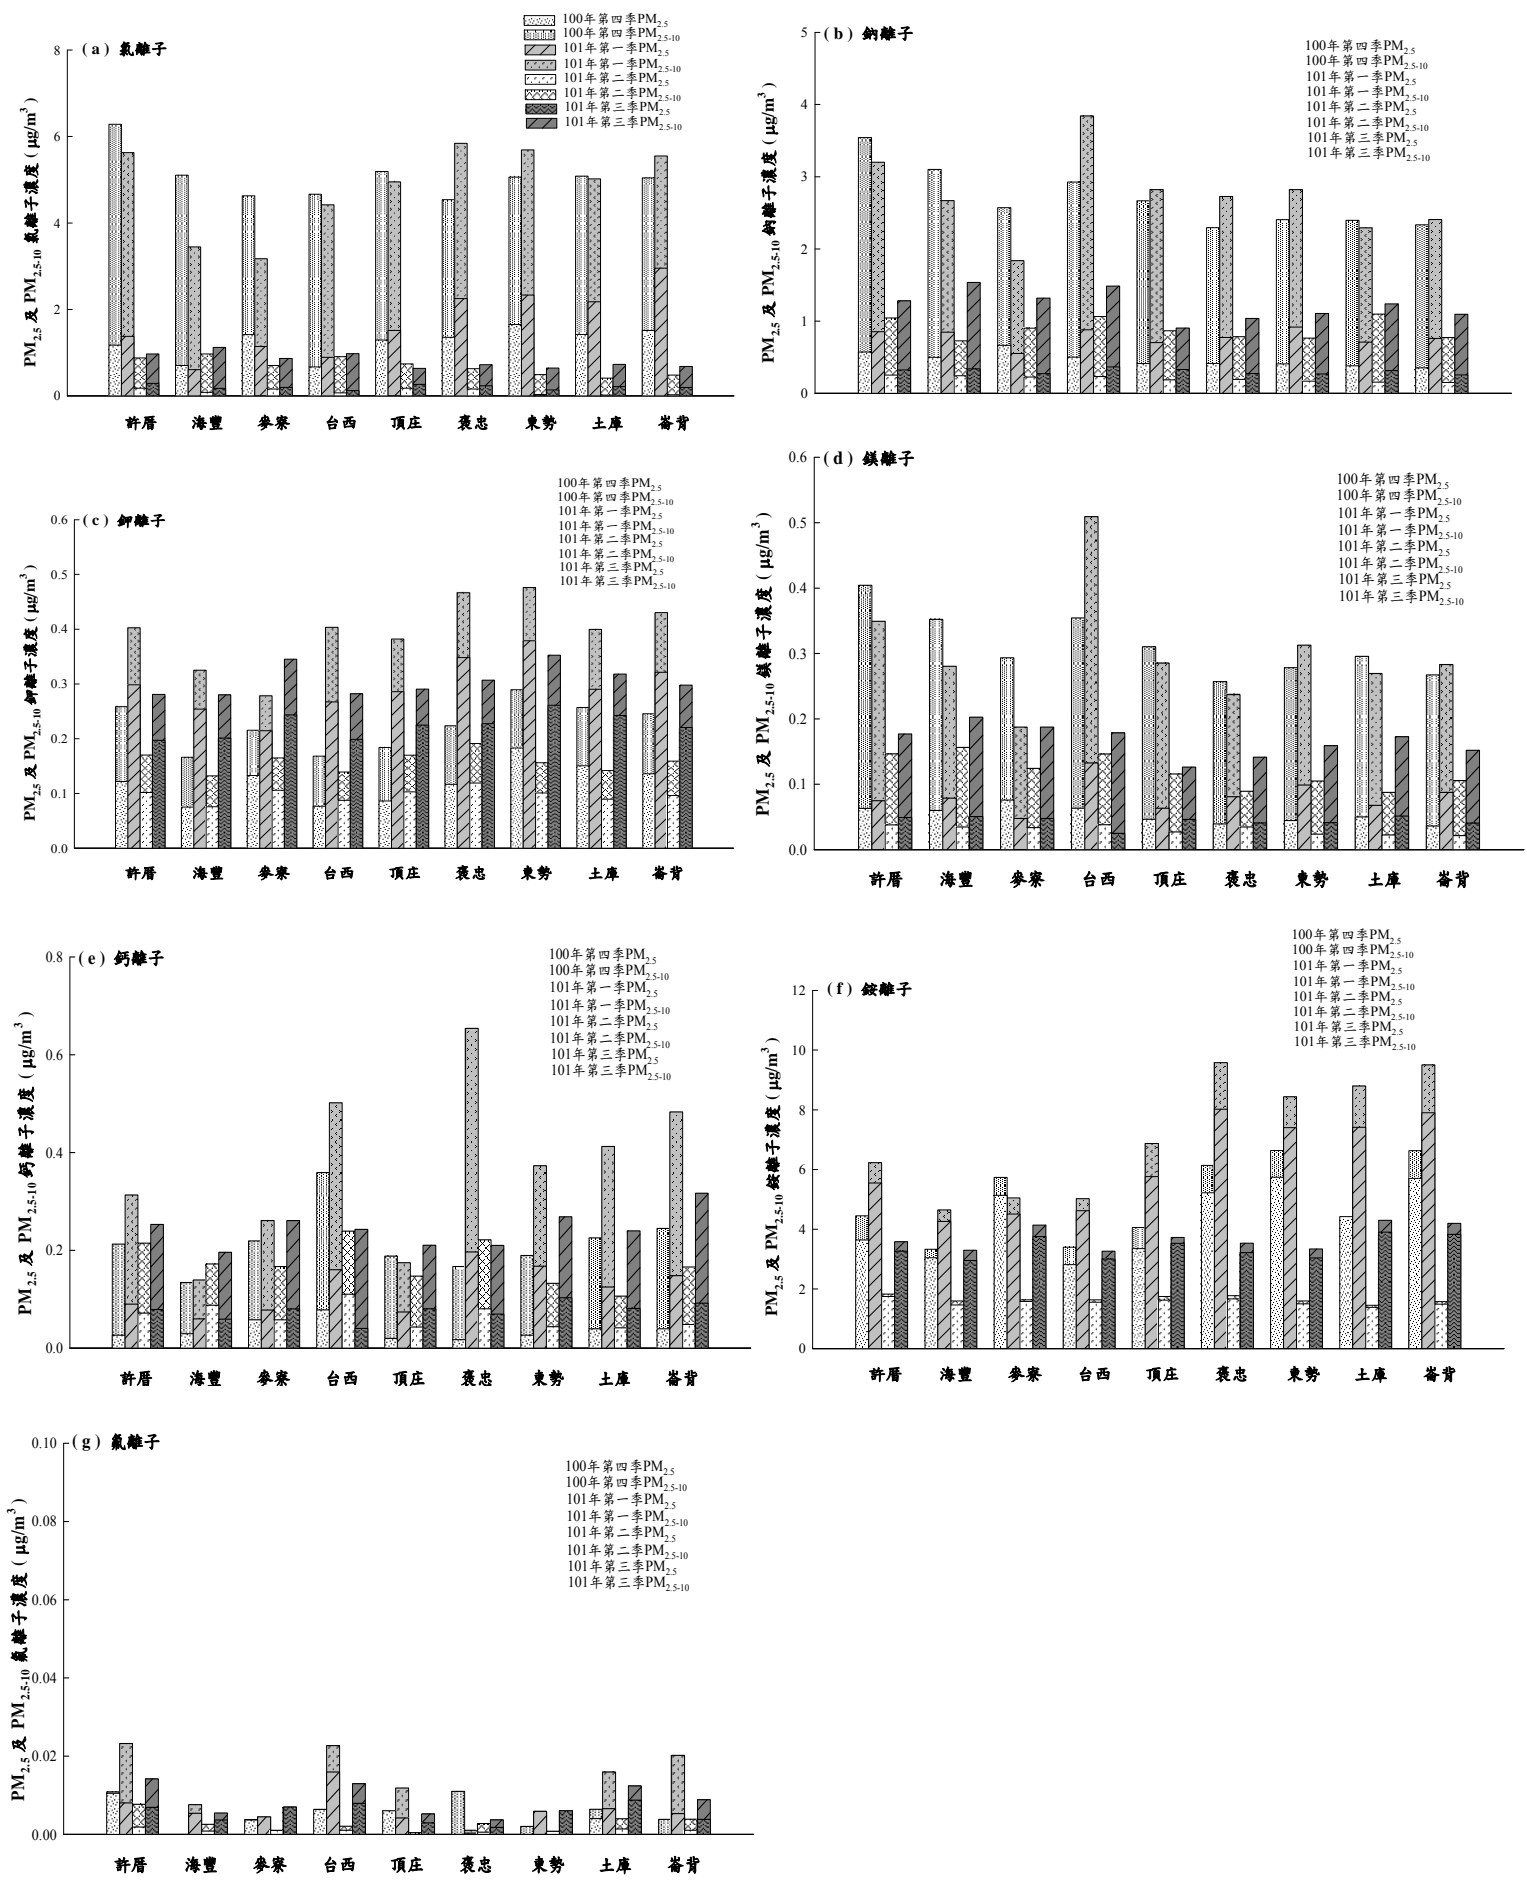 (a) 氯離子
100年第四季PM2.5
100年第四季PM2.5-10
101年第一季PM2.5
101年第一季PM2.5-10
101年第二季PM2.5
101年第二季PM2.5-10
101年第三季PM2.5
101年第三季PM2.5-10
PM2.5 及 PM2.5-10 氯離子濃度 (μg/m3)
8
6
4
2
0
許厝 海豐 麥寮 台西 頂庄 褒忠 東勢 土庫 崙背
(b) 鈉離子
100年第四季PM2.5
100年第四季PM2.5-10
101年第一季PM2.5
101年第一季PM2.5-10
101年第二季PM2.5
101年第二季PM2.5-10
101年第三季PM2.5
101年第三季PM2.5-10
PM2.5 及 PM2.5-10 鈉離子濃度 (μg/m3)
5
4
3
2
1
0
(c) 鉀離子
100年第四季PM2.5
100年第四季PM2.5-10
101年第一季PM2.5
101年第一季PM2.5-10
101年第二季PM2.5
101年第二季PM2.5-10
101年第三季PM2.5
101年第三季PM2.5-10
PM2.5 及 PM2.5-10 鉀離子濃度 (μg/m3)
0.6
0.5
0.4
0.3
0.2
0.1
0.0
許厝 海豐 麥寮 台西 頂庄 褒忠 東勢 土庫 崙背
(d) 鎂離子
100年第四季PM2.5
100年第四季PM2.5-10
101年第一季PM2.5
101年第一季PM2.5-10
101年第二季PM2.5
101年第二季PM2.5-10
101年第三季PM2.5
101年第三季PM2.5-10
PM2.5 及 PM2.5-10 鎂離子濃度 (μg/m3)
0.6
0.5
0.4
0.3
0.2
0.1
0.0
許厝 海豐 麥寮 台西 頂庄 褒忠 東勢 土庫 崙背
(e) 鈣離子
100年第四季PM2.5
100年第四季PM2.5-10
101年第一季PM2.5
101年第一季PM2.5-10
101年第二季PM2.5
101年第二季PM2.5-10
101年第三季PM2.5
101年第三季PM2.5-10
PM2.5 及 PM2.5-10 鈣離子濃度 (μg/m3)
0.8
0.6
0.4
0.2
0.0
許厝 海豐 麥寮 台西 頂庄 褒忠 東勢 土庫 崙背
(f) 銨離子
100年第四季PM2.5
100年第四季PM2.5-10
101年第一季PM2.5
101年第一季PM2.5-10
101年第二季PM2.5
101年第二季PM2.5-10
101年第三季PM2.5
101年第三季PM2.5-10
PM2.5 及 PM2.5-10 銨離子濃度 (μg/m3)
12
10
8
6
4
2
0
許厝 海豐 麥寮 台西 頂庄 褒忠 東勢 土庫 崙背
(g) 氟離子
100年第四季PM2.5
100年第四季PM2.5-10
101年第一季PM2.5
101年第一季PM2.5-10
101年第二季PM2.5
101年第二季PM2.5-10
101年第三季PM2.5
101年第三季PM2.5-10
PM2.5 及 PM2.5-10 氟離子濃度 (μg/m3)
0.10
0.08
0.06
0.04
0.02
0.00
許厝 海豐 麥寮 台西 頂庄 褒忠 東勢 土庫 崙背